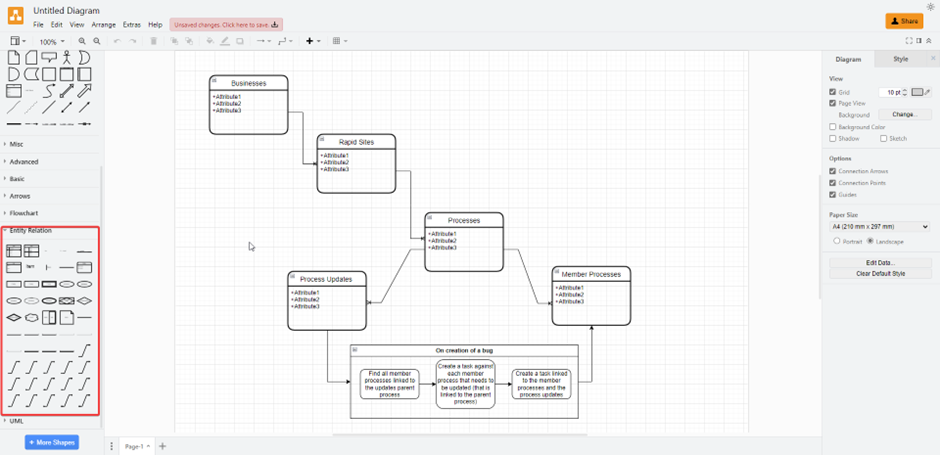 Untitled Diagram
File Edit View Arrange Extras Help
Unsaved changes. Click here to save.
Share
100%
Misc
Advanced
Basic
Arrows
Flowchart
Entity Relation
UML
+ More Shapes
Businesses
+Attribute1
+Attribute2
+Attribute3
Rapid Sites
+Attribute1
+Attribute2
+Attribute3
Processes
+Attribute1
+Attribute2
+Attribute3
Process Updates
+Attribute1
+Attribute2
+Attribute3
Member Processes
+Attribute1
+Attribute2
+Attribute3
On creation of a bug
Find all member
processes linked to
the updates parent
process
Create a task against
each member
process that needs to
be updated (that is
linked to the parent
process)
Create a task linked
to the member
processes and the
process updates
Page-1
Diagram Style
View
Grid 10 pt
Page View
Background Change...
Background Color
Shadow Sketch
Options
Connection Arrows
Connection Points
Guides
Paper Size
A4 (210 mm x 297 mm)
Portrait Landscape
Edit Data...
Clear Default Style